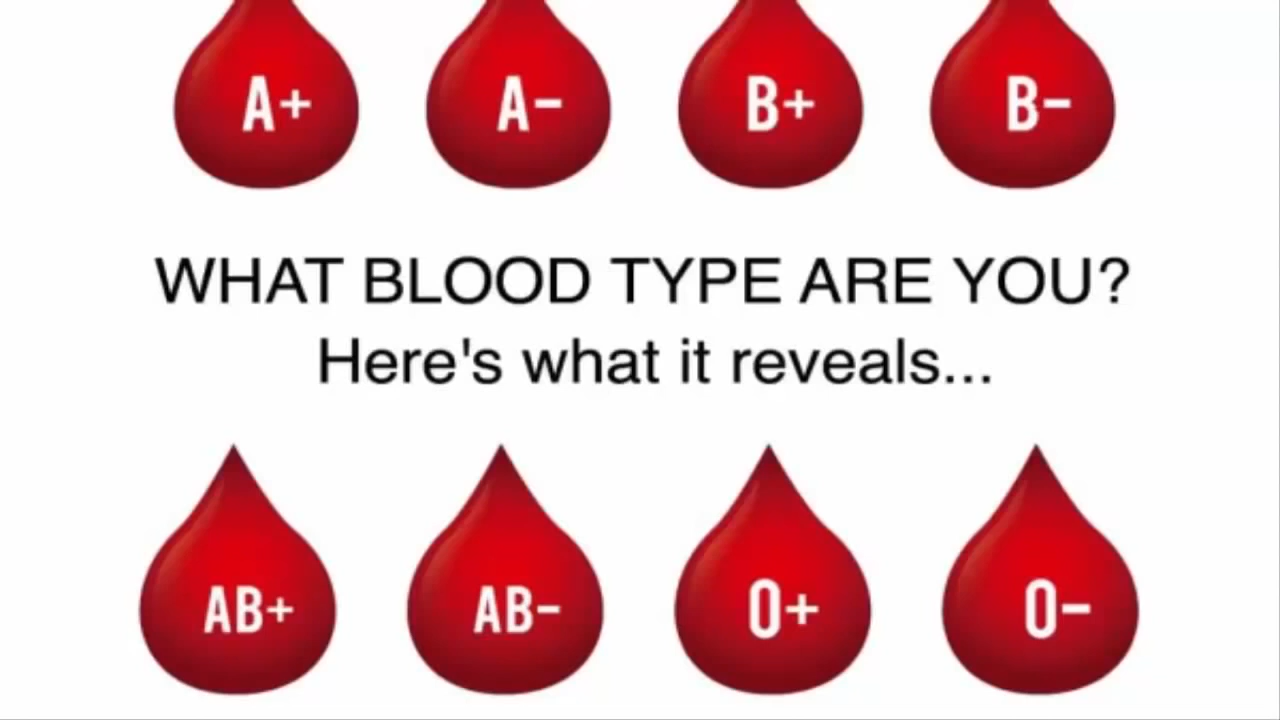 A+ A− B+ B−
WHAT BLOOD TYPE ARE YOU?
Here's what it reveals...
AB+ AB− O+ O−